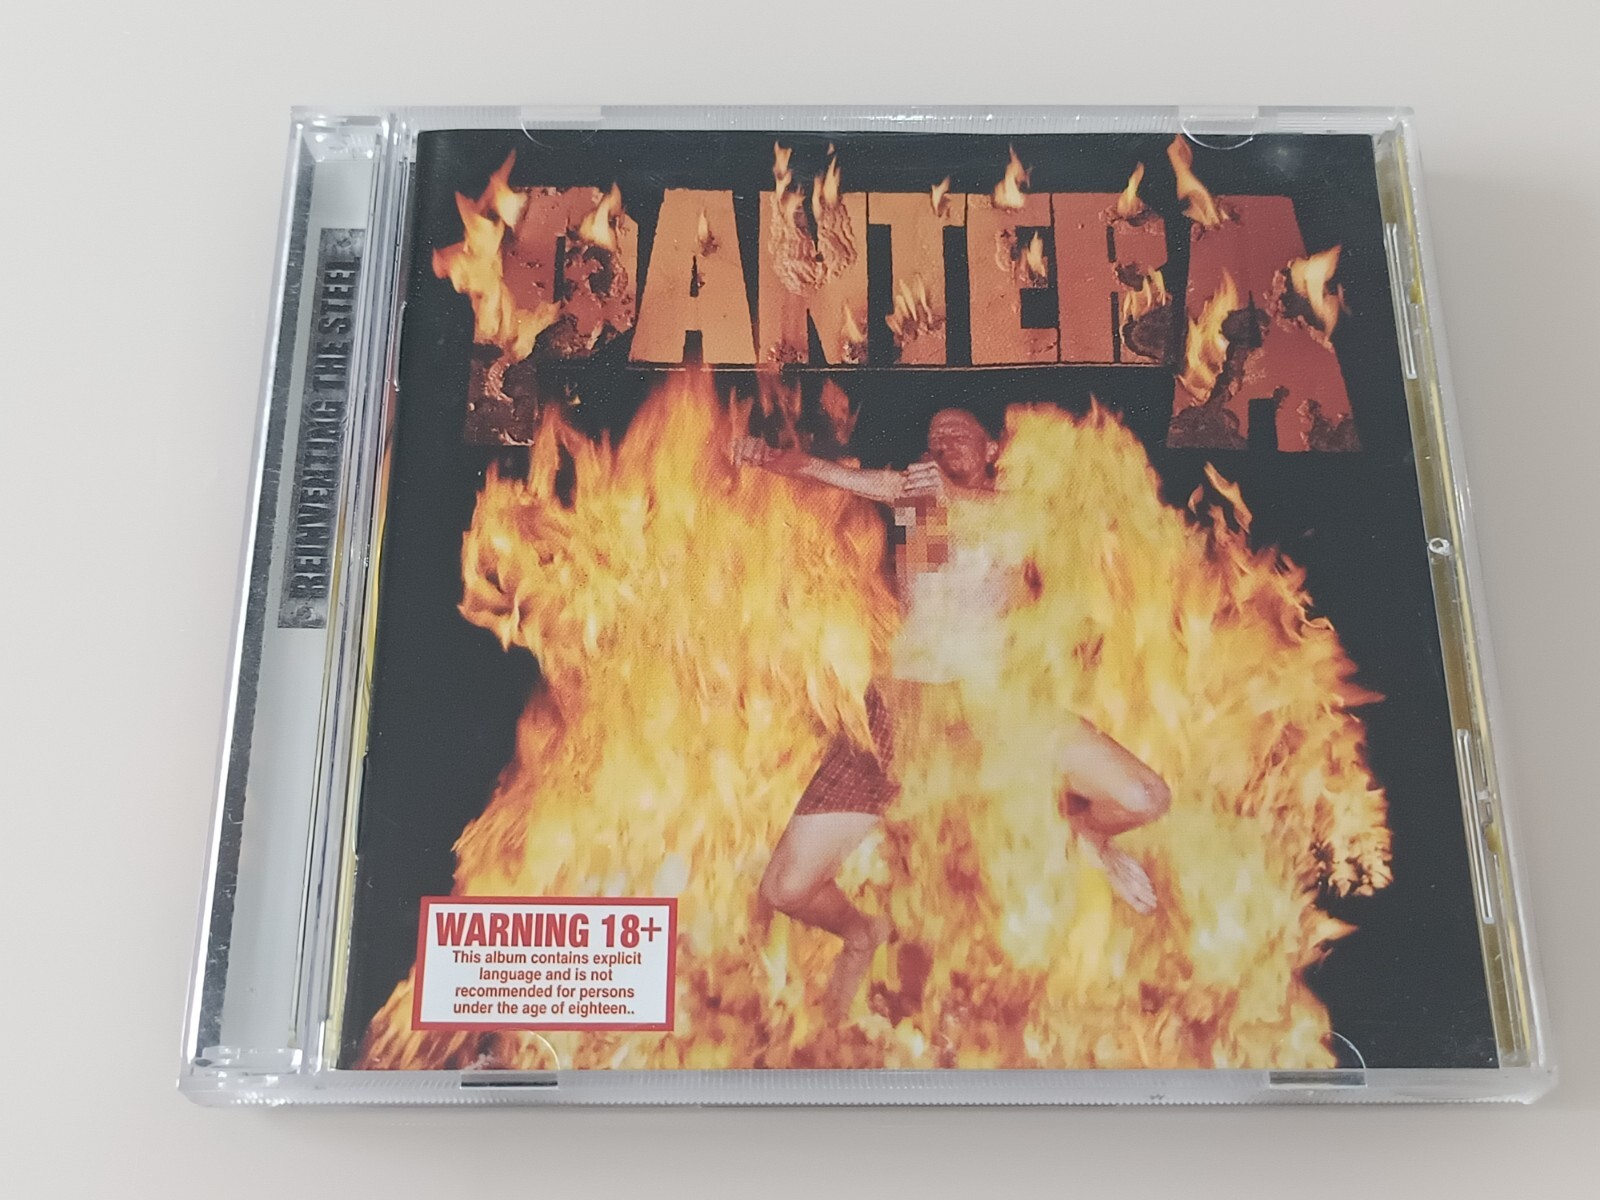 PANTERA
REINVENTING THE STEEL
WARNING 18+
This album contains explicit
language and is not
recommended for persons
under the age of eighteen..